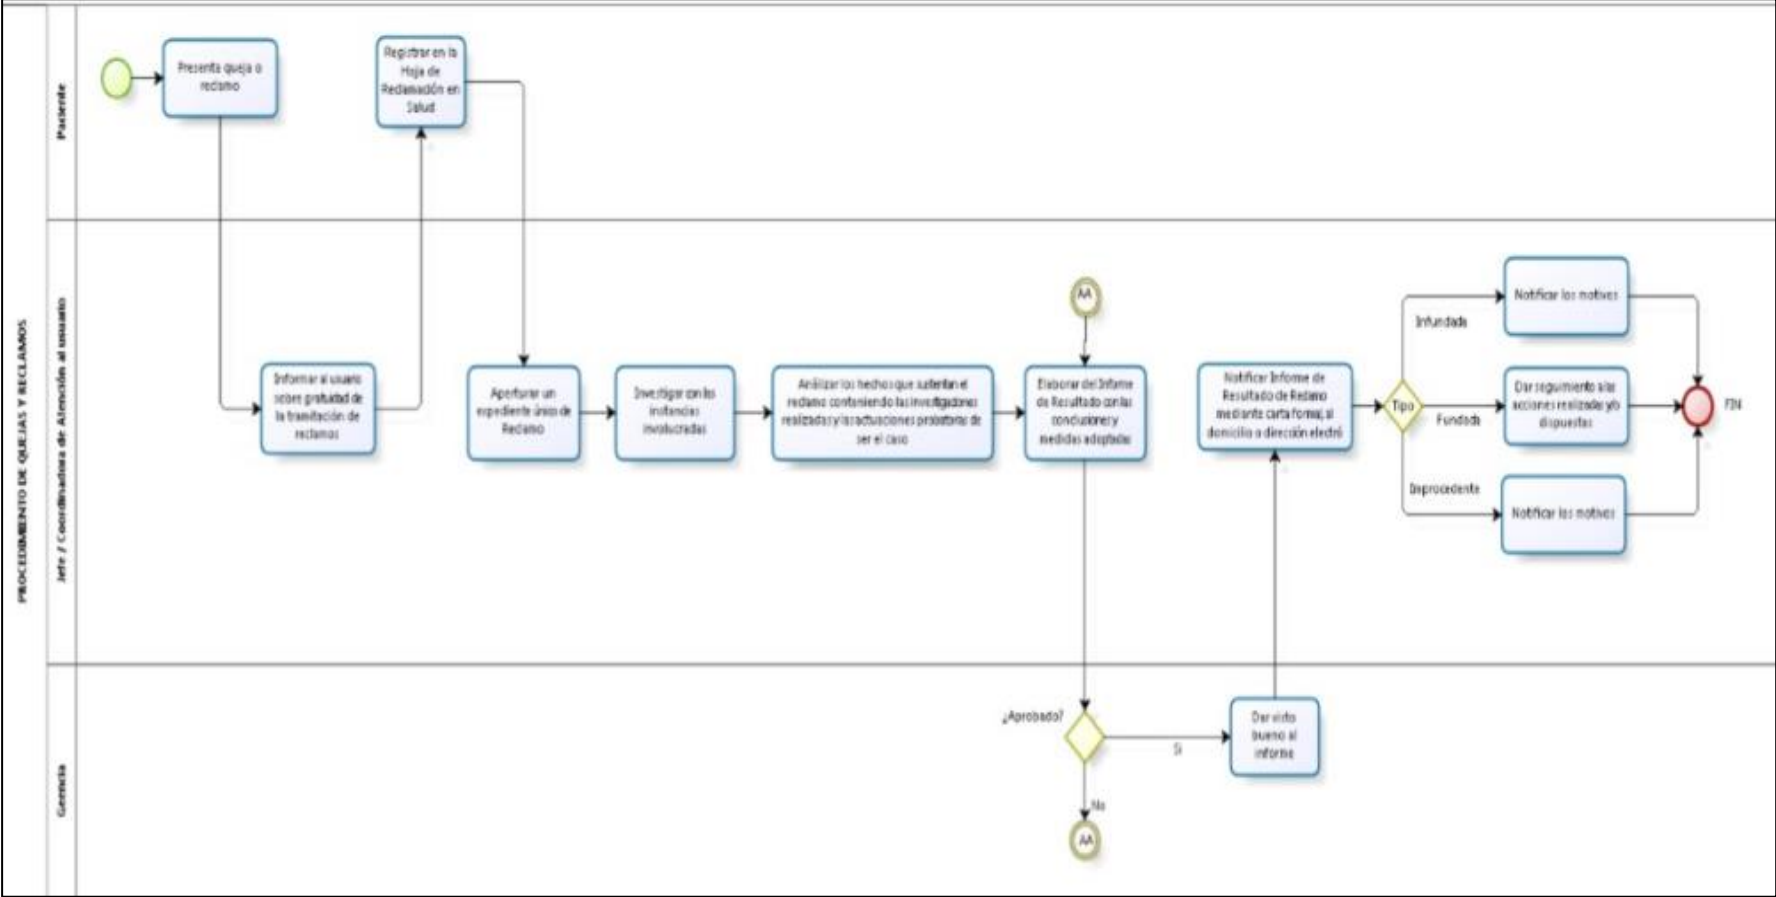 PROCEDIMIENTO DE QUEJAS Y RECLAMOS
Paciente
Presenta queja o
reclamo
Registrar en la
Hoja de
Reclamación en
Salud
Jefe / Coordinadora de Atención al usuario
Informar al usuario
sobre gratuidad de
la tramitación de
reclamos
Aperturar un
expediente único de
Reclamo
Investigar con las
instancias
involucradas
Análizar los hechos que sustentan el
reclamo conteniendo las investigaciones
realizadas y las actuaciones probatorias de
ser el caso
AA
Elaborar del Informe
de Resultado con las
conclusiones y
medidas adoptadas
Notificar Informe de
Resultado de Reclamo
mediante carta formal, al
domicilio o dirección electró
Tipo
Infundada
Notificar los motivos
Fundada
Dar seguimiento a las
acciones realizadas y/o
dispuestas
Improcedente
Notificar los motivos
FIN
Gerencia
¿Aprobado?
Si
Dar visto
bueno al
informe
No
AA